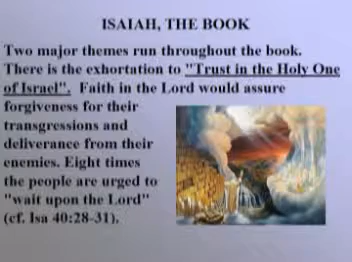 ISAIAH, THE BOOK
Two major themes run throughout the book.
There is the exhortation to "Trust in the Holy One
of Israel". Faith in the Lord would assure
forgiveness for their
transgressions and
deliverance from their
enemies. Eight times
the people are urged to
"wait upon the Lord"
(cf. Isa 40:28-31).